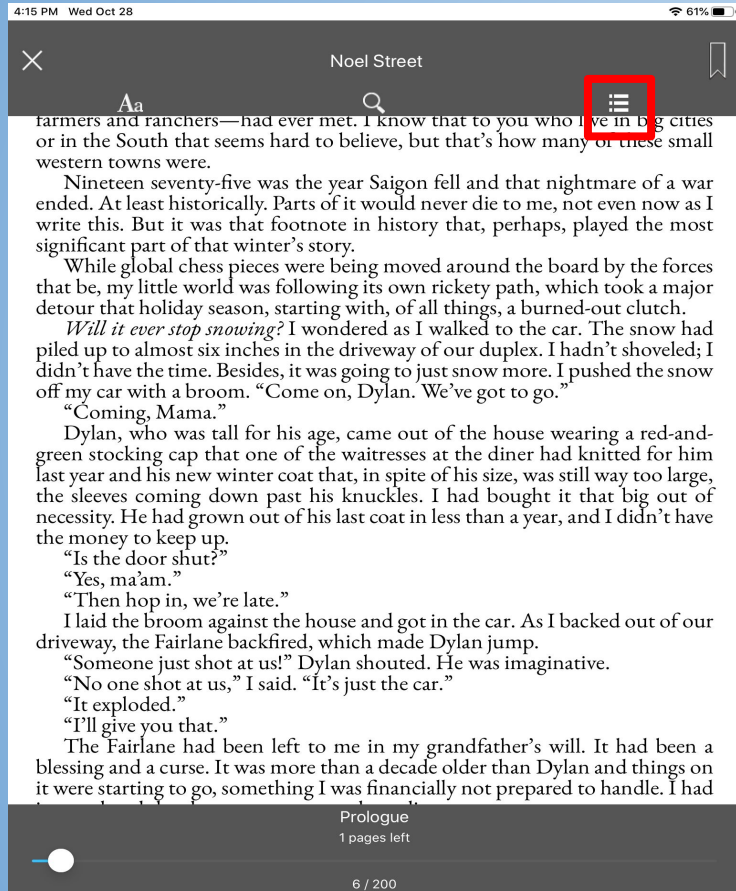 4:15 PM Wed Oct 28
61%
Noel Street
Aa
farmers and ranchers—had ever met. I know that to you who live in big cities
or in the South that seems hard to believe, but that's how many of these small
western towns were.
Nineteen seventy-five was the year Saigon fell and that nightmare of a war
ended. At least historically. Parts of it would never die to me, not even now as I
write this. But it was that footnote in history that, perhaps, played the most
significant part of that winter's story.
While global chess pieces were being moved around the board by the forces
that be, my little world was following its own rickety path, which took a major
detour that holiday season, starting with, of all things, a burned-out clutch.
Will it ever stop snowing? I wondered as I walked to the car. The snow had
piled up to almost six inches in the driveway of our duplex. I hadn't shoveled; I
didn't have the time. Besides, it was going to just snow more. I pushed the snow
off my car with a broom. “Come on, Dylan. We've got to go.”
“Coming, Mama.”
Dylan, who was tall for his age, came out of the house wearing a red-and-
green stocking cap that one of the waitresses at the diner had knitted for him
last year and his new winter coat that, in spite of his size, was still way too large,
the sleeves coming down past his knuckles. I had bought it that big out of
necessity. He had grown out of his last coat in less than a year, and I didn't have
the money to keep up.
“Is the door shut?”
“Yes, ma'am.”
“Then hop in, we're late.”
I laid the broom against the house and got in the car. As I backed out of our
driveway, the Fairlane backfired, which made Dylan jump.
“Someone just shot at us!” Dylan shouted. He was imaginative.
“No one shot at us,” I said. “It's just the car.”
“It exploded.”
“I'll give you that.”
The Fairlane had been left to me in my grandfather's will. It had been a
blessing and a curse. It was more than a decade older than Dylan and things on
it were starting to go, something I was financially not prepared to handle. I had
Prologue
1 pages left
6 / 200